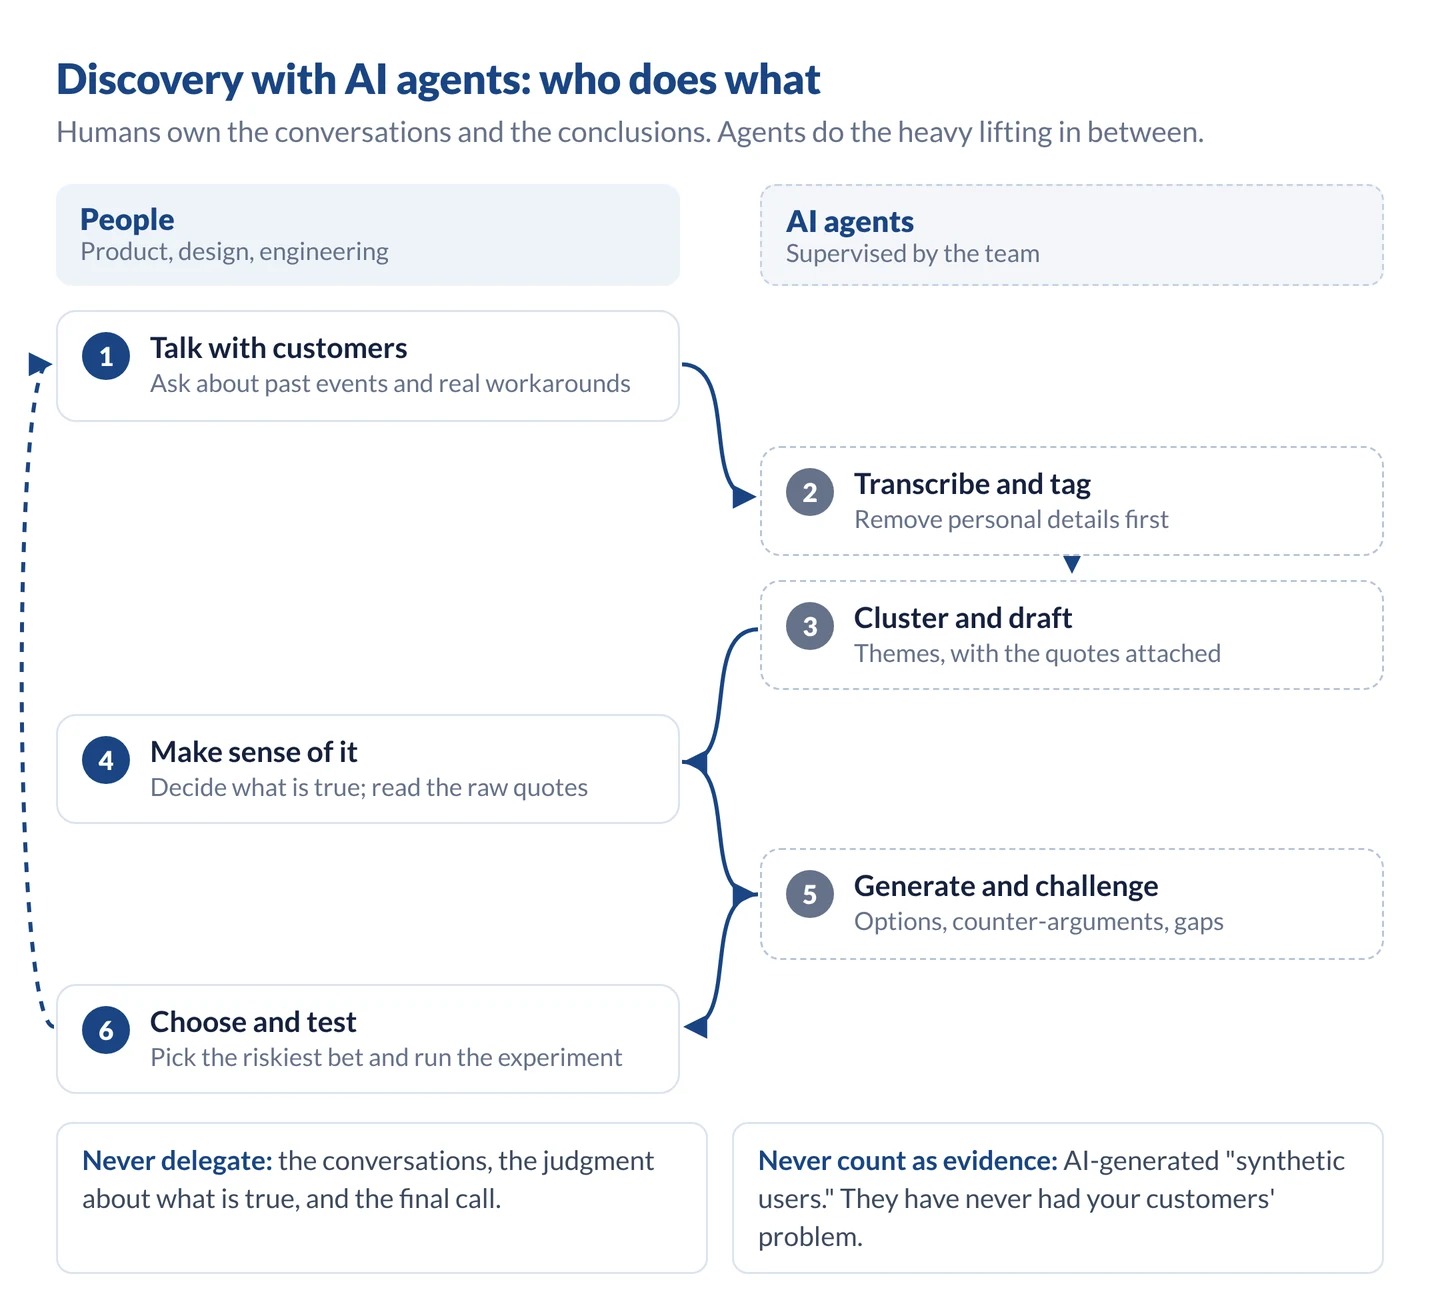 Discovery with AI agents: who does what
Humans own the conversations and the conclusions. Agents do the heavy lifting in between.
People
Product, design, engineering
AI agents
Supervised by the team
1
Talk with customers
Ask about past events and real workarounds
2
Transcribe and tag
Remove personal details first
3
Cluster and draft
Themes, with the quotes attached
4
Make sense of it
Decide what is true; read the raw quotes
5
Generate and challenge
Options, counter-arguments, gaps
6
Choose and test
Pick the riskiest bet and run the experiment
Never delegate: the conversations, the judgment
about what is true, and the final call.
Never count as evidence: AI-generated "synthetic
users." They have never had your customers'
problem.